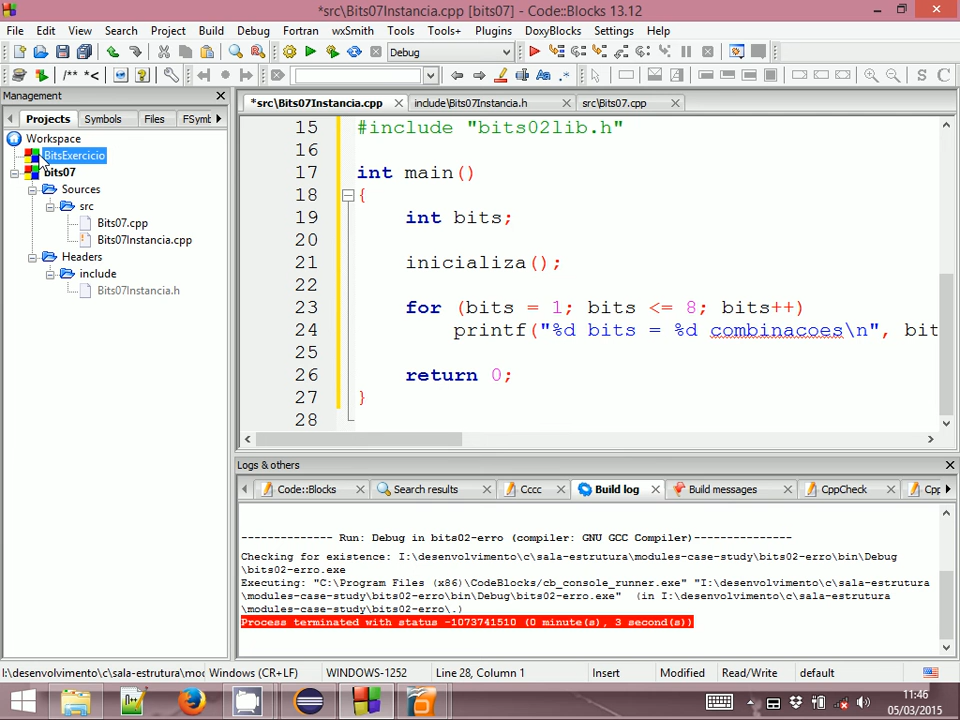 *src\Bits07Instancia.cpp [bits07] - Code::Blocks 13.12
File Edit View Search Project Build Debug Fortran wxSmith Tools Tools+ Plugins DoxyBlocks Settings Help
Debug
/** *<
S C
Management
Projects Symbols Files FSymb
*src\Bits07Instancia.cpp include\Bits07Instancia.h src\Bits07.cpp
Workspace
BitsExercicio
bits07
Sources
src
Bits07.cpp
Bits07Instancia.cpp
Headers
include
Bits07Instancia.h
15 #include "bits02lib.h"
16
17 int main()
18 {
19 int bits;
20
21 inicializa();
22
23 for (bits = 1; bits <= 8; bits++)
24 printf("%d bits = %d combinacoes\n", bit
25
26 return 0;
27 }
28
Logs & others
Code::Blocks Search results Cccc Build log Build messages CppCheck Cpp
-------------- Run: Debug in bits02-erro (compiler: GNU GCC Compiler)---------------
Checking for existence: I:\desenvolvimento\c\sala-estrutura\modules-case-study\bits02-erro\bin\Debug
\bits02-erro.exe
Executing: "C:\Program Files (x86)\CodeBlocks/cb_console_runner.exe" "I:\desenvolvimento\c\sala-estrutura
\modules-case-study\bits02-erro\bin\Debug\bits02-erro.exe" (in I:\desenvolvimento\c\sala-estrutura
\modules-case-study\bits02-erro\.)
Process terminated with status -1073741510 (0 minute(s), 3 second(s))
I:\desenvolvimento\c\sala-estrutura\moc Windows (CR+LF) WINDOWS-1252 Line 28, Column 1 Insert Modified Read/Write default
11:46
05/03/2015